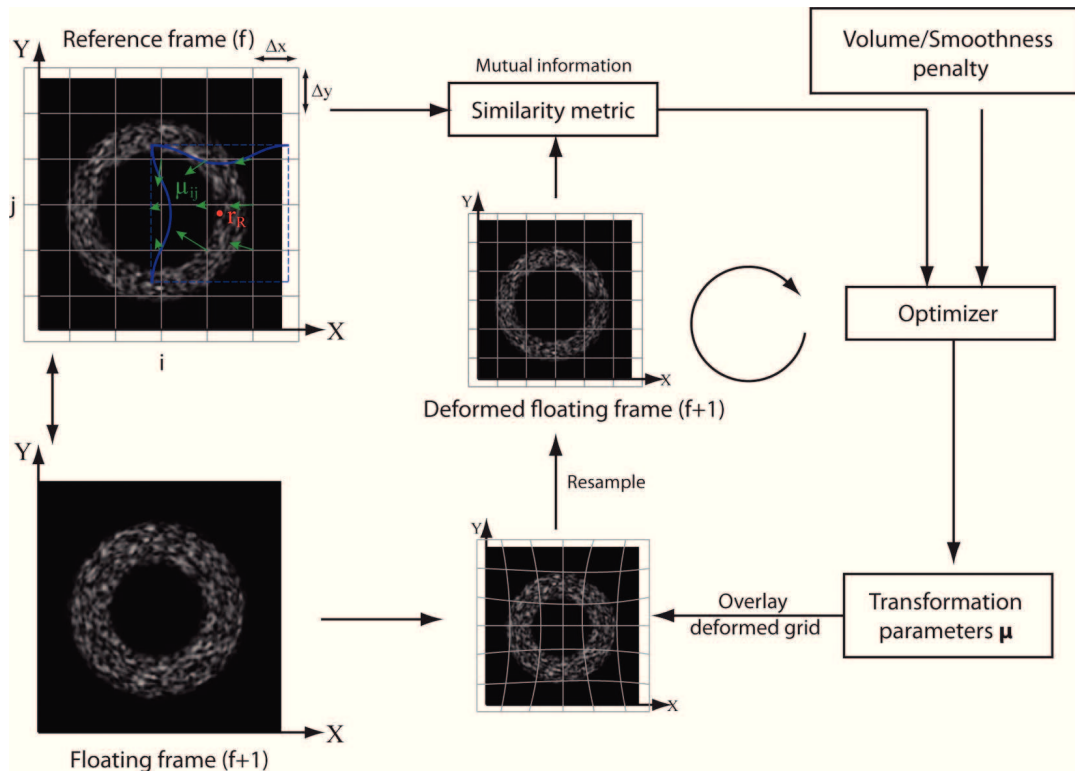 Reference frame (f)
Y
Δx
Δy
μij
rR
j
X
i
Mutual information
Similarity metric
Volume/Smoothness
penalty
Y
X
Deformed floating frame (f+1)
Optimizer
Y
X
Floating frame (f+1)
Resample
Y
X
Overlay
deformed grid
Transformation
parameters μ